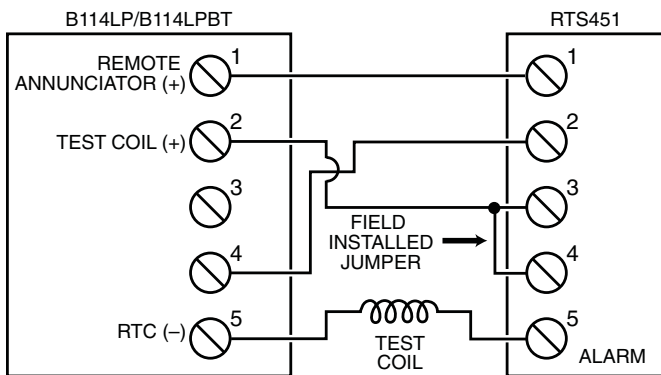 B114LP/B114LPBT
RTS451
REMOTE
ANNUNCIATOR (+)
1
1
TEST COIL (+)
2
2
3
3
FIELD
INSTALLED
JUMPER
4
4
RTC (–)
5
TEST
COIL
5
ALARM